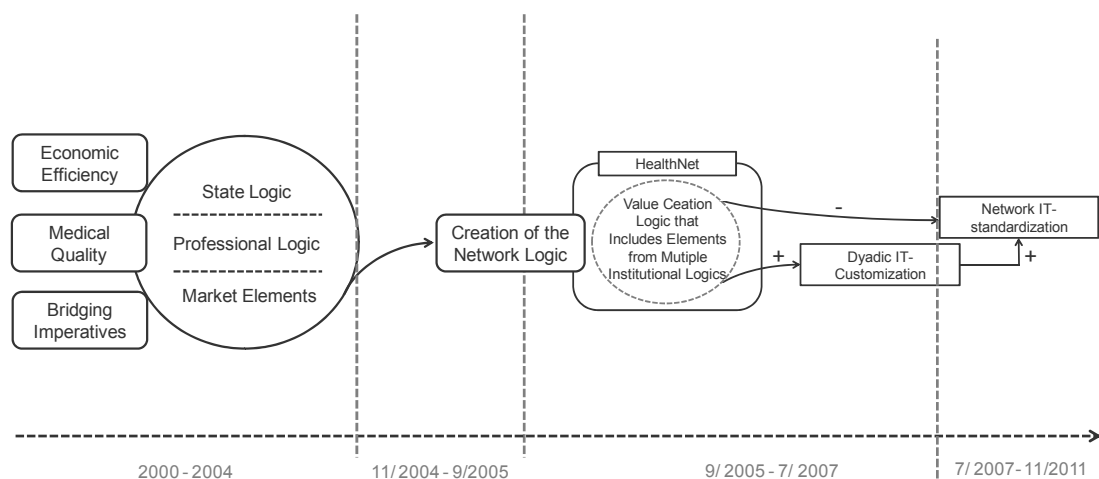 Economic
Efficiency
Medical
Quality
Bridging
Imperatives
State Logic
Professional Logic
Market Elements
Creation of the
Network Logic
HealthNet
Value Ceation
Logic that
Includes Elements
from Mutiple
Institutional Logics
-
+
Dyadic IT-
Customization
Network IT-
standardization
+
2000 - 2004
11/ 2004 - 9/2005
9/ 2005 - 7/ 2007
7/ 2007- 11/2011